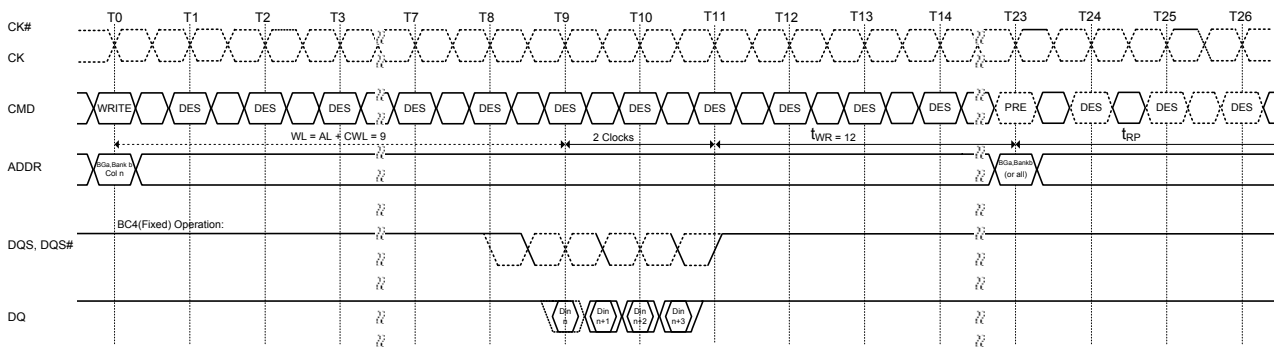 T0 T1 T2 T3 T7 T8 T9 T10 T11 T12 T13 T14 T23 T24 T25 T26
CK#
CK
CMD WRITE DES DES DES DES DES DES DES DES DES DES DES PRE DES DES DES
WL = AL + CWL = 9 2 Clocks tWR = 12 tRP
ADDR
BGa,Bank b
Col n
BGa,Bankb
(or all)
BC4(Fixed) Operation:
DQS, DQS#
DQ
Din
n
Din
n+1
Din
n+2
Din
n+3